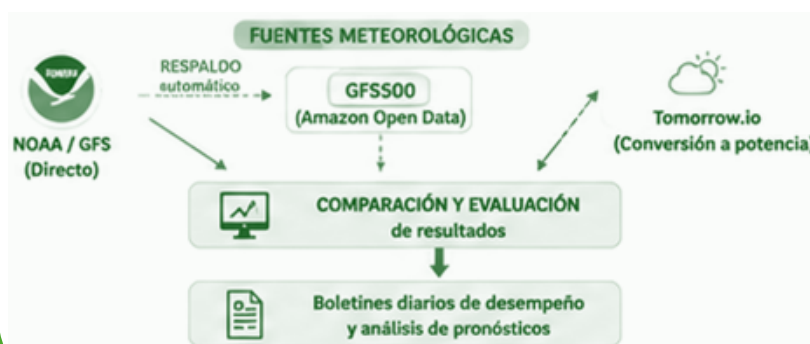 FUENTES METEOROLÓGICAS
RESPALDO
automático
GFSS00
(Amazon Open Data)
NOAA / GFS
(Directo)
Tomorrow.io
(Conversión a potencia)
COMPARACIÓN Y EVALUACIÓN
de resultados
Boletines diarios de desempeño
y análisis de pronósticos